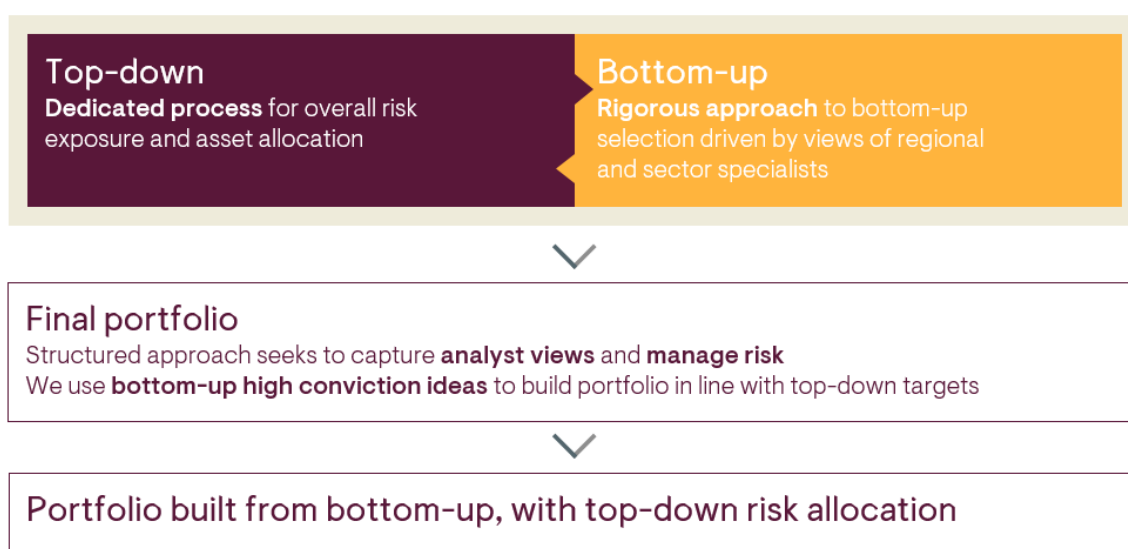 Top-down
Dedicated process for overall risk
exposure and asset allocation
Bottom-up
Rigorous approach to bottom-up
selection driven by views of regional
and sector specialists
Final portfolio
Structured approach seeks to capture analyst views and manage risk
We use bottom-up high conviction ideas to build portfolio in line with top-down targets
Portfolio built from bottom-up, with top-down risk allocation